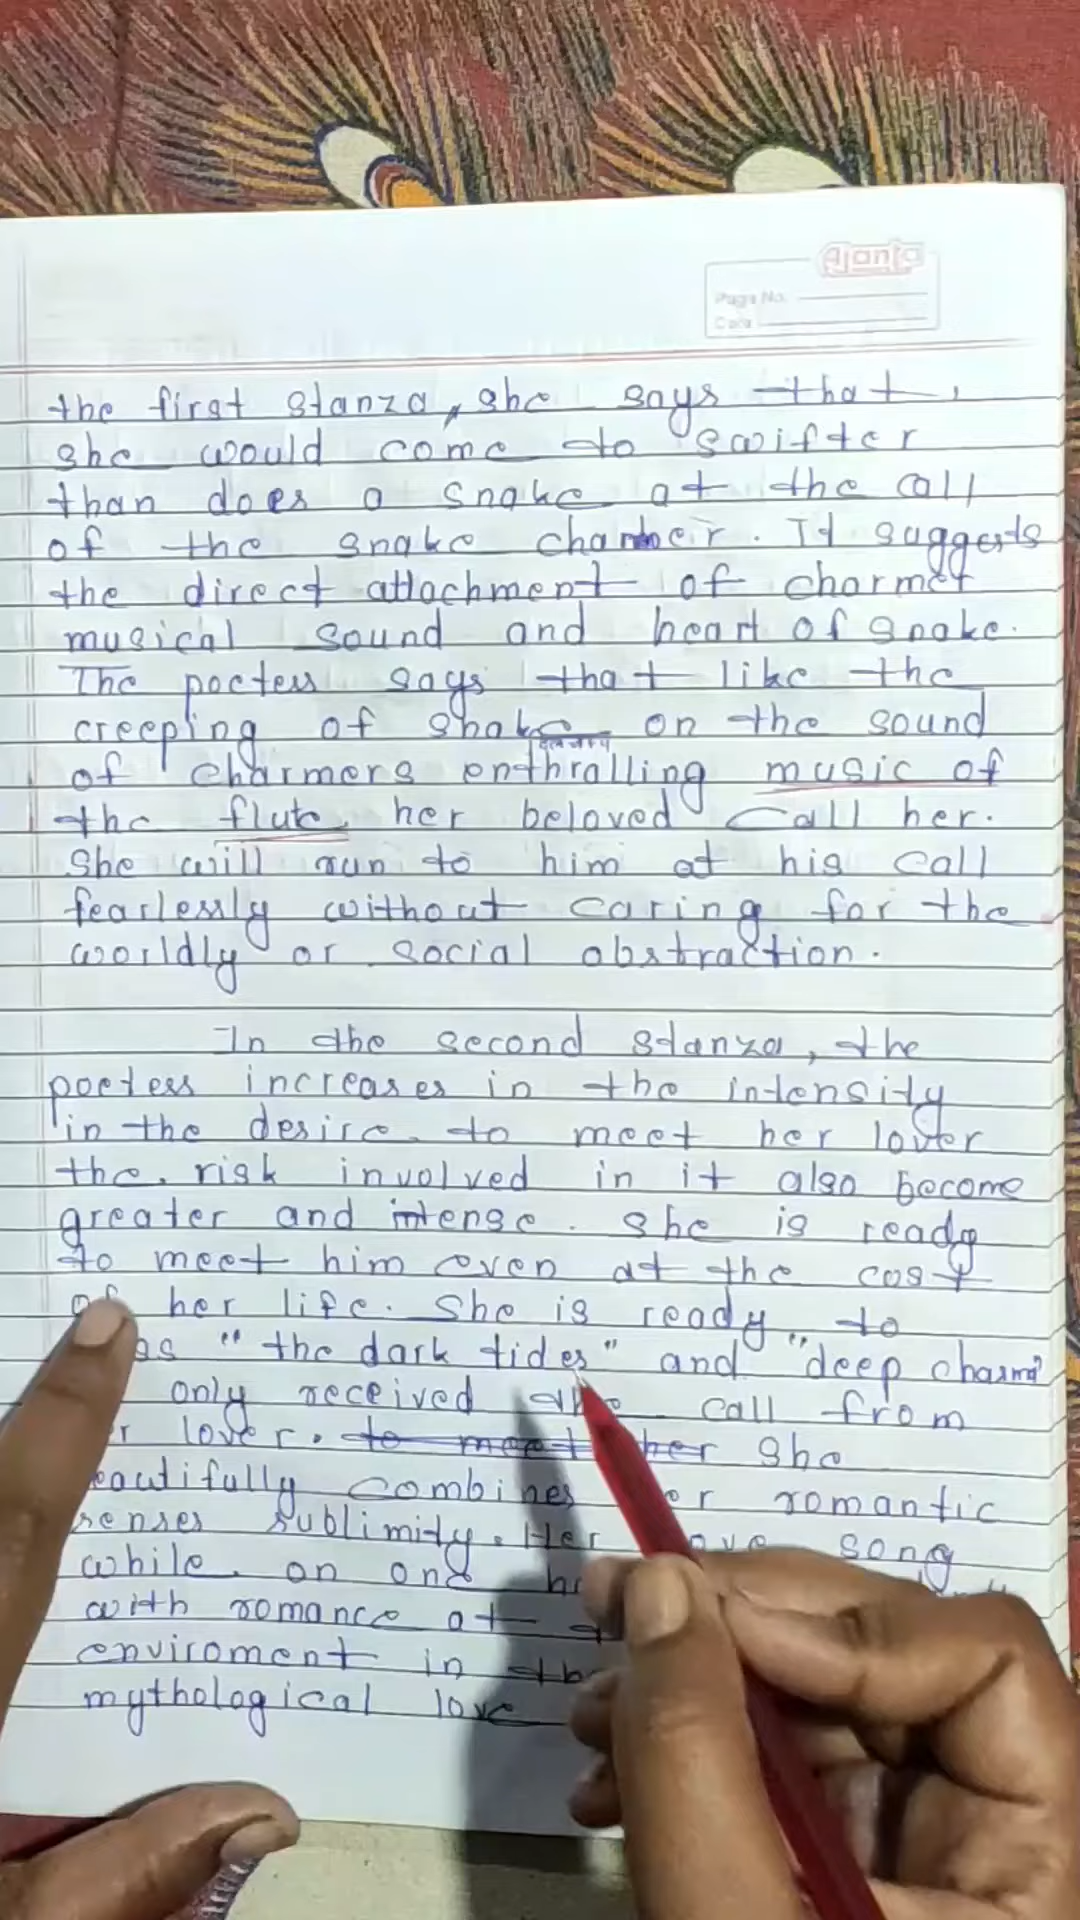 Ajanta
Page No.
Date
the first stanza, she says that,
she would come to swifter
than does a snake at the call
of the snake charmer. It suggests
the direct attachment of charmer
musical sound and heart of snake.
The poetess says that like the
creeping of snake on the sound
of charmers enthralling music of
the flute her beloved call her.
She will run to him at his call
fearlessly without caring for the
worldly or social abstraction.
In the second stanza, the
poetess increases in the intensity
in the desire to meet her lover
the risk involved in it also become
greater and intense. she is ready
to meet him even at the cost
of her life. She is ready to
"the dark tides" and "deep
only received the call from
lover. to meet her She
combines romantic
senses sublimity. Her song
while on one
with romance at
enviroment in
mythological love